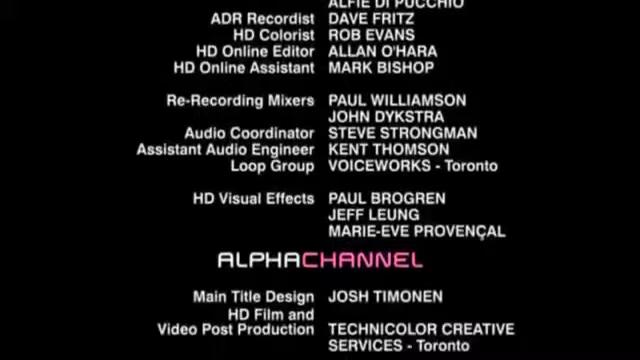 ALFIE DI PUCCHIO
ADR Recordist DAVE FRITZ
HD Colorist ROB EVANS
HD Online Editor ALLAN O'HARA
HD Online Assistant MARK BISHOP
Re-Recording Mixers PAUL WILLIAMSON
JOHN DYKSTRA
Audio Coordinator STEVE STRONGMAN
Assistant Audio Engineer KENT THOMSON
Loop Group VOICEWORKS - Toronto
HD Visual Effects PAUL BROGREN
JEFF LEUNG
MARIE-EVE PROVENÇAL
ALPHACHANNEL
Main Title Design JOSH TIMONEN
HD Film and
Video Post Production TECHNICOLOR CREATIVE
SERVICES - Toronto